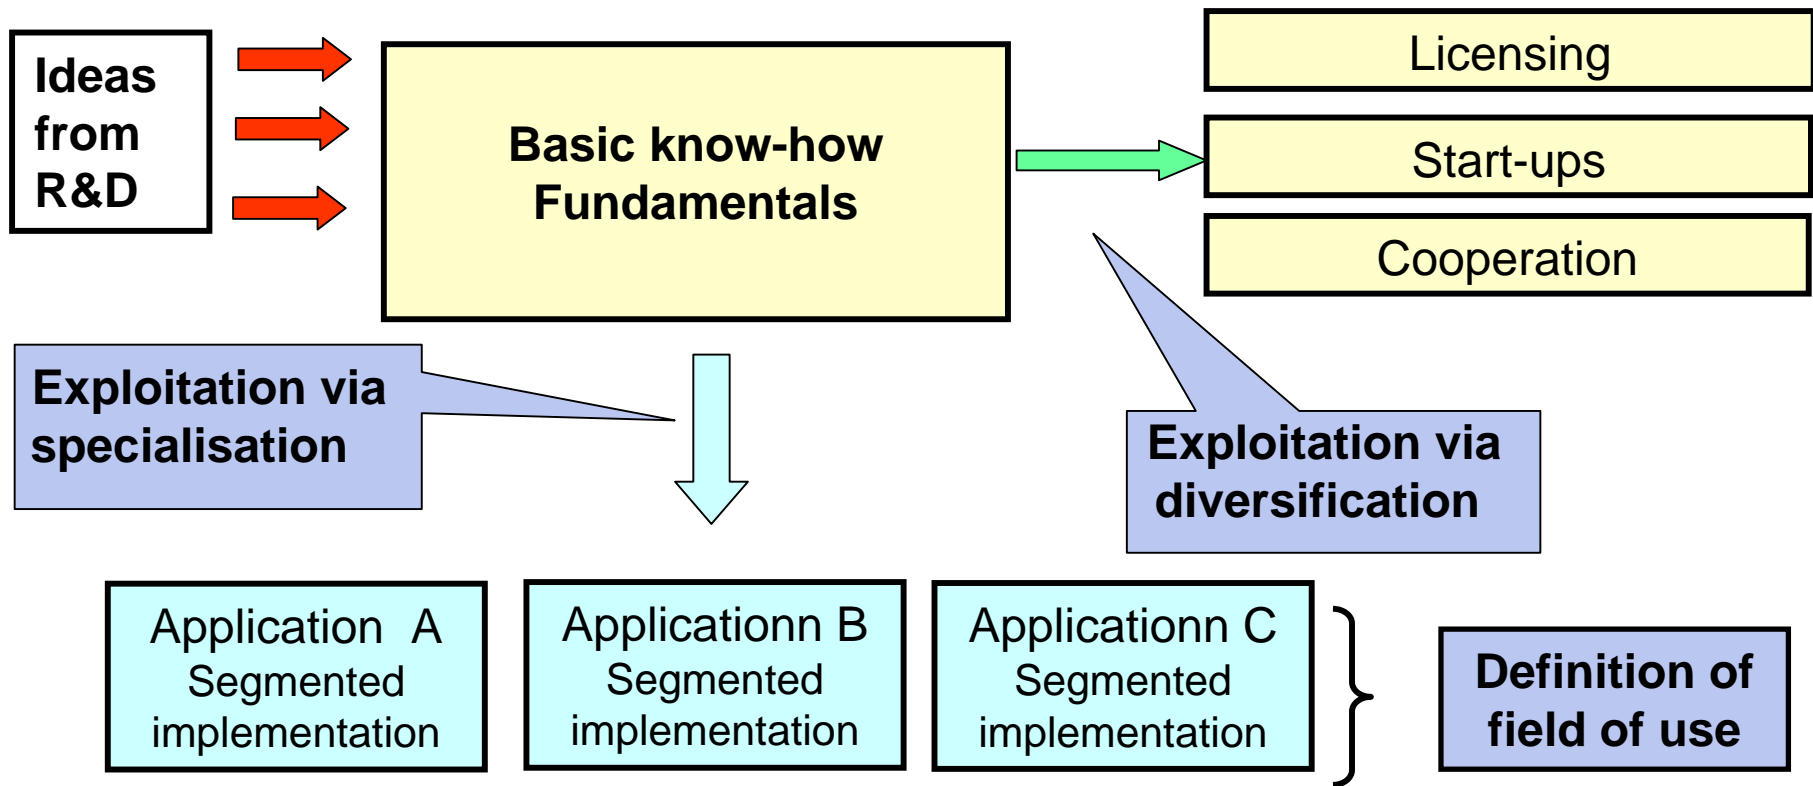 Ideas
from
R&D
Basic know-how
Fundamentals
Licensing
Start-ups
Cooperation
Exploitation via
specialisation
Exploitation via
diversification
Application  A
Segmented
implementation
Applicationn B
Segmented
implementation
Applicationn C
Segmented
implementation
Definition of
field of use